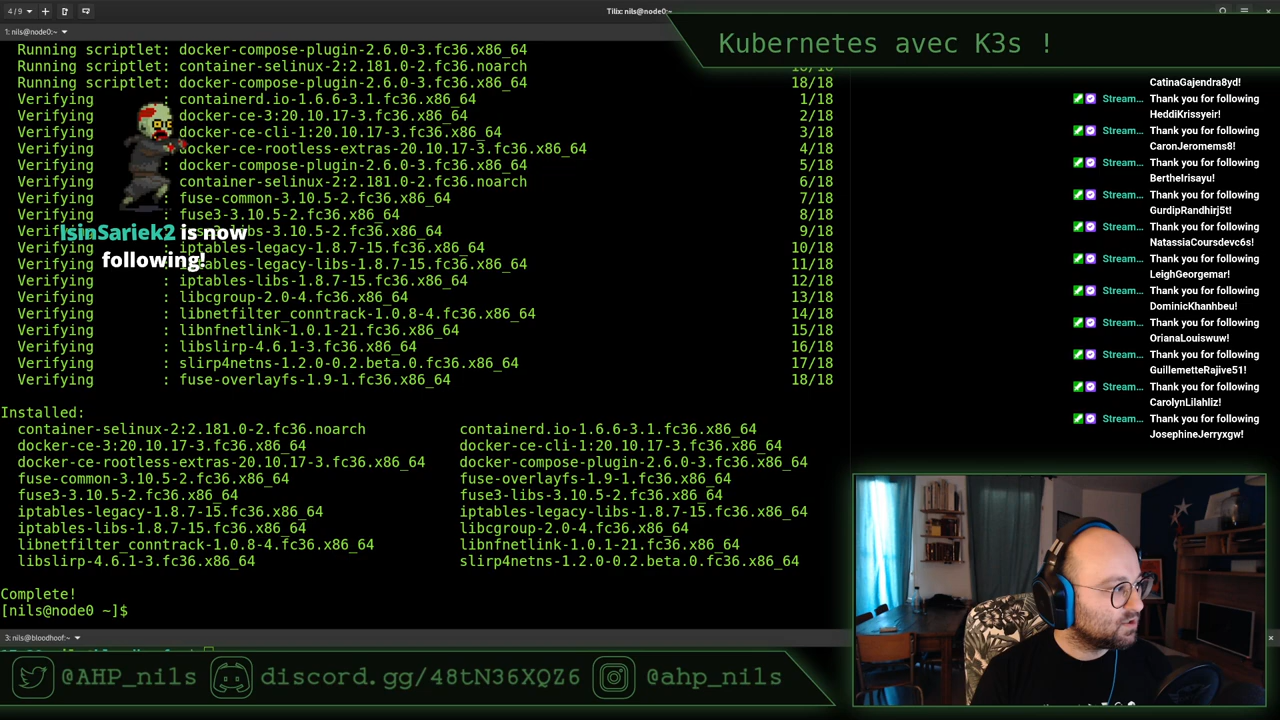 4 / 9
Tilix: nils@node0:~
1: nils@node0:~
Kubernetes avec K3s !
Running scriptlet: docker-compose-plugin-2.6.0-3.fc36.x86_64
Running scriptlet: container-selinux-2:2.181.0-2.fc36.noarch
Running scriptlet: docker-compose-plugin-2.6.0-3.fc36.x86_64 18/18
Verifying : containerd.io-1.6.6-3.1.fc36.x86_64 1/18
Verifying : docker-ce-3:20.10.17-3.fc36.x86_64 2/18
Verifying : docker-ce-cli-1:20.10.17-3.fc36.x86_64 3/18
Verifying docker-ce-rootless-extras-20.10.17-3.fc36.x86_64 4/18
Verifying : docker-compose-plugin-2.6.0-3.fc36.x86_64 5/18
Verifying : container-selinux-2:2.181.0-2.fc36.noarch 6/18
Verifying : fuse-common-3.10.5-2.fc36.x86_64 7/18
Verifying : fuse3-3.10.5-2.fc36.x86_64 8/18
-3.10.5-2.fc36.x86_64 9/18
Verifying : iptables-legacy-1.8.7-15.fc36.x86_64 10/18
Verifying iptables-legacy-libs-1.8.7-15.fc36.x86_64 11/18
Verifying : iptables-libs-1.8.7-15.fc36.x86_64 12/18
Verifying : libcgroup-2.0-4.fc36.x86_64 13/18
Verifying : libnetfilter_conntrack-1.0.8-4.fc36.x86_64 14/18
Verifying : libnfnetlink-1.0.1-21.fc36.x86_64 15/18
Verifying : libslirp-4.6.1-3.fc36.x86_64 16/18
Verifying : slirp4netns-1.2.0-0.2.beta.0.fc36.x86_64 17/18
Verifying : fuse-overlayfs-1.9-1.fc36.x86_64 18/18
IsinSariek2 is now
following!
Installed:
container-selinux-2:2.181.0-2.fc36.noarch containerd.io-1.6.6-3.1.fc36.x86_64
docker-ce-3:20.10.17-3.fc36.x86_64 docker-ce-cli-1:20.10.17-3.fc36.x86_64
docker-ce-rootless-extras-20.10.17-3.fc36.x86_64 docker-compose-plugin-2.6.0-3.fc36.x86_64
fuse-common-3.10.5-2.fc36.x86_64 fuse-overlayfs-1.9-1.fc36.x86_64
fuse3-3.10.5-2.fc36.x86_64 fuse3-libs-3.10.5-2.fc36.x86_64
iptables-legacy-1.8.7-15.fc36.x86_64 iptables-legacy-libs-1.8.7-15.fc36.x86_64
iptables-libs-1.8.7-15.fc36.x86_64 libcgroup-2.0-4.fc36.x86_64
libnetfilter_conntrack-1.0.8-4.fc36.x86_64 libnfnetlink-1.0.1-21.fc36.x86_64
libslirp-4.6.1-3.fc36.x86_64 slirp4netns-1.2.0-0.2.beta.0.fc36.x86_64
Complete!
[nils@node0 ~]$
3: nils@bloodhoof:~
CatinaGajendra8yd!
Stream... Thank you for following
HeddiKrissyeir!
Stream... Thank you for following
CaronJeromems8!
Stream... Thank you for following
BertheIrisayu!
Stream... Thank you for following
GurdipRandhirj5t!
Stream... Thank you for following
NatassiaCoursdevc6s!
Stream... Thank you for following
LeighGeorgemar!
Stream... Thank you for following
DominicKhanhbeu!
Stream... Thank you for following
OrianaLouiswuw!
Stream... Thank you for following
GuillemetteRajive51!
Stream... Thank you for following
CarolynLilahliz!
Stream... Thank you for following
JosephineJerryxgw!
@AHP_nils discord.gg/48tN36XQZ6 @ahp_nils